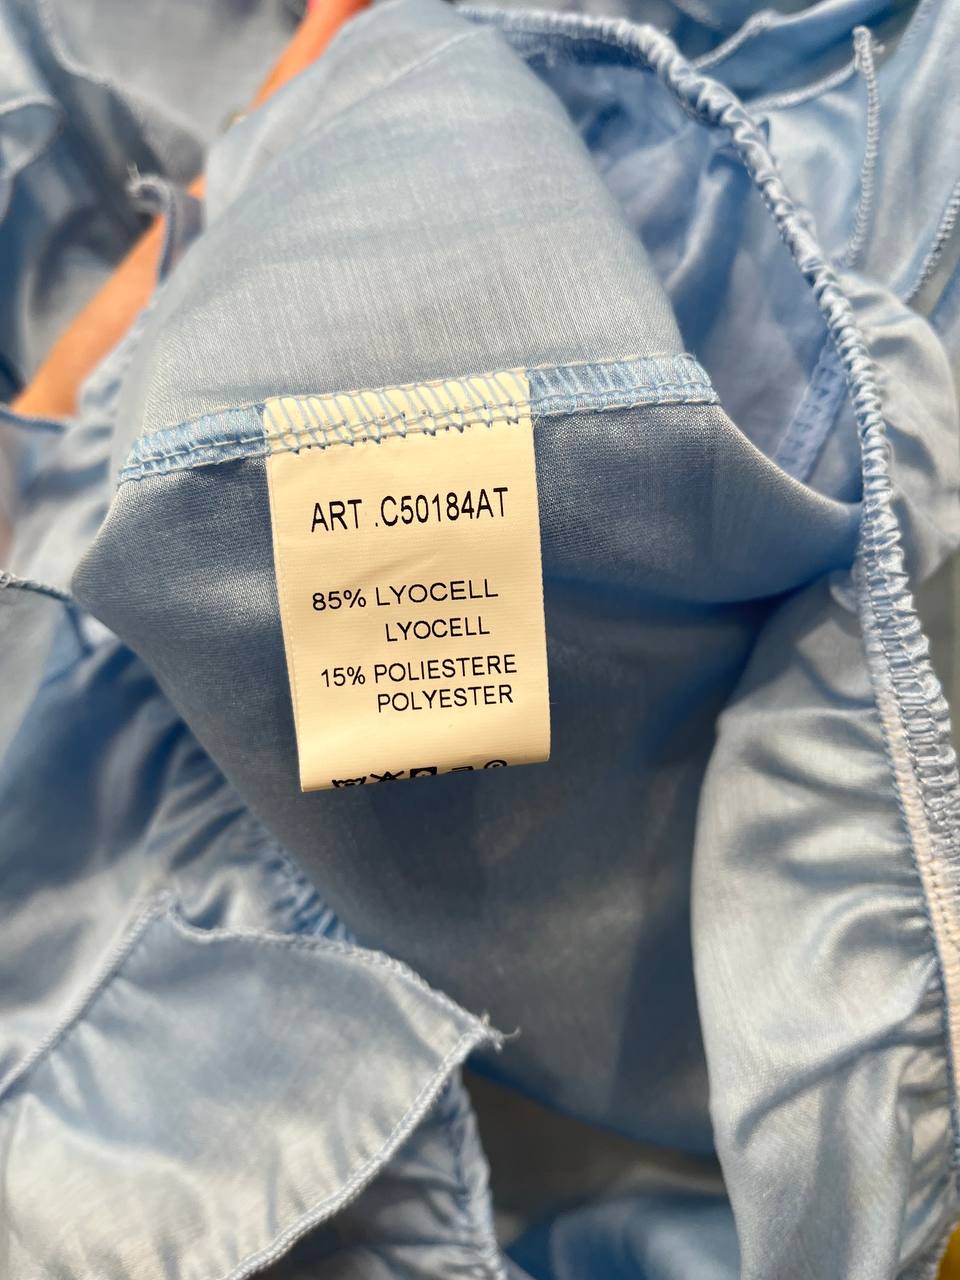 ART .C50184AT
85% LYOCELL
LYOCELL
15% POLIESTERE
POLYESTER